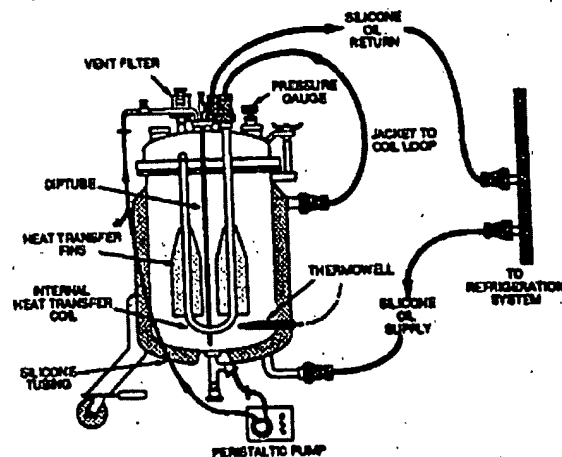 SILICONE
OIL
RETURN
VENT FILTER
PRESSURE
GAUGE
JACKET TO
COIL LOOP
DIPTUBE
HEAT TRANSFER
FINS
THERMOWELL
INTERNAL
HEAT TRANSFER
COIL
TO
REFRIGERATION
SYSTEM
SILICONE
OIL
SUPPLY
SILICONE
TUBING
PERISTALTIC PUMP